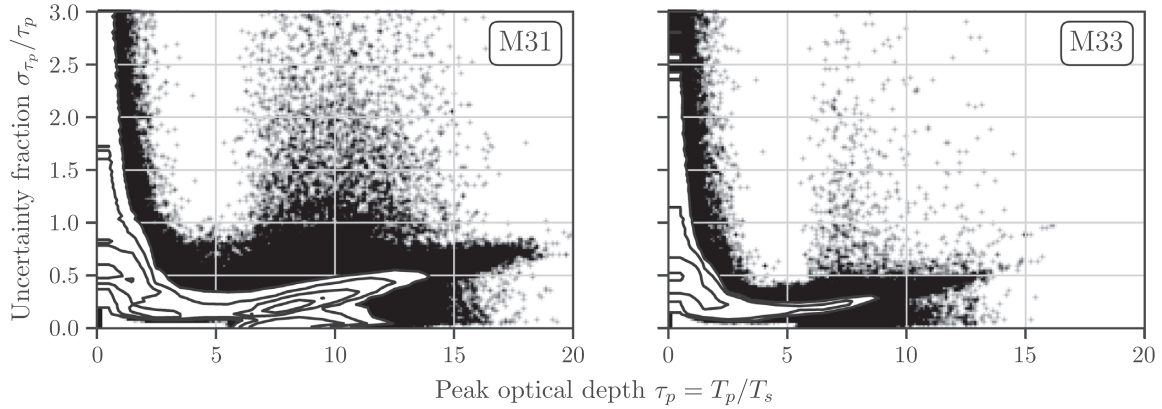 M31
M33
Uncertainty fraction σ_{τ_p}/τ_p
0.0
0.5
1.0
1.5
2.0
2.5
3.0
0 5 10 15 20
0 5 10 15 20
Peak optical depth τ_p = T_p/T_s